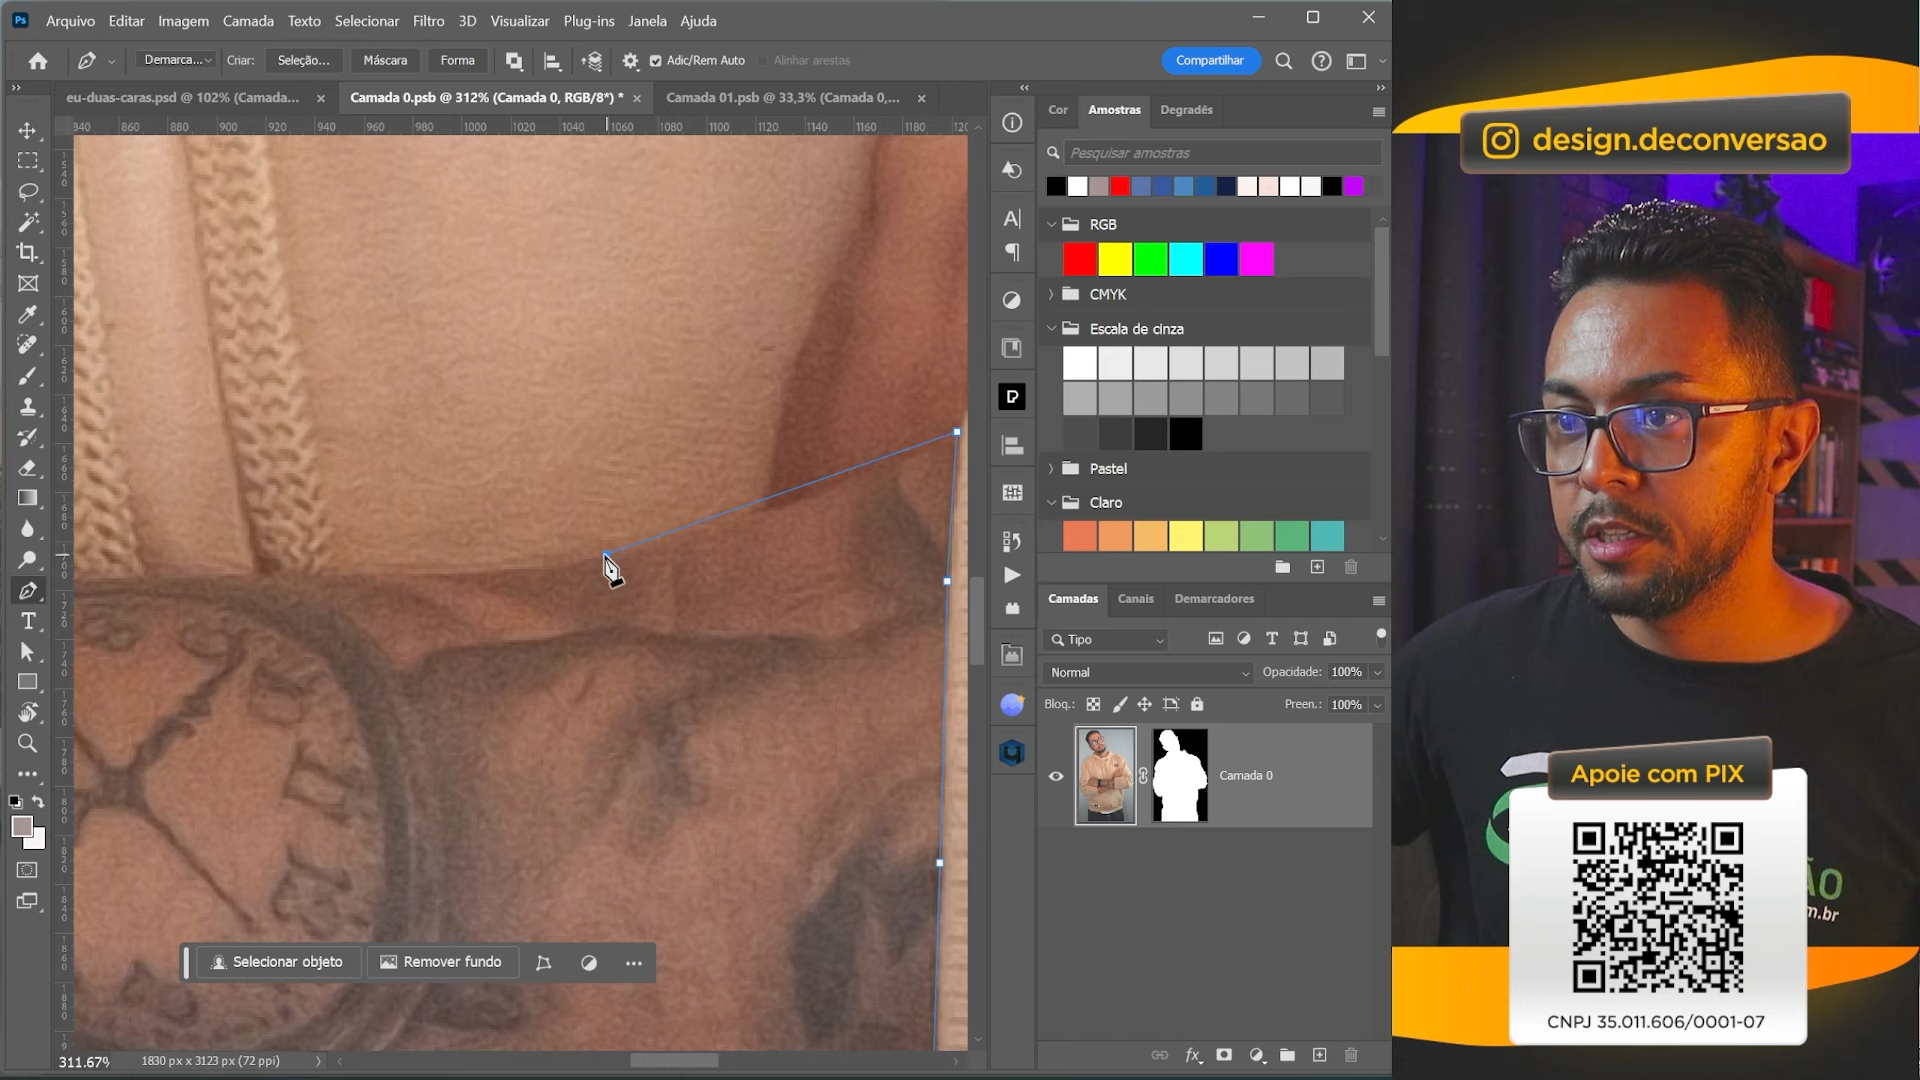 Ps Arquivo Editar Imagem Camada Texto Selecionar Filtro 3D Visualizar Plug-ins Janela Ajuda
Demarca... Criar: Seleção... Máscara Forma Adic/Rem Auto Alinhar arestas Compartilhar
eu-duas-caras.psd @ 102% (Camada... Camada 0.psb @ 312% (Camada 0, RGB/8*) * Camada 01.psb @ 33,3% (Camada 0,...
840 860 880 900 920 940 960 980 1000 1020 1040 1060 1080 1100 1120 1140 1160 1180
Cor Amostras Degradês
Pesquisar amostras
RGB
CMYK
Escala de cinza
Pastel
Claro
Camadas Canais Demarcadores
Tipo
Normal Opacidade: 100%
Bloq.: Preen.: 100%
Camada 0
Selecionar objeto Remover fundo
311.67% 1830 px x 3123 px (72 ppi)
design.deconversao
m.br
Apoie com PIX
CNPJ 35.011.606/0001-07